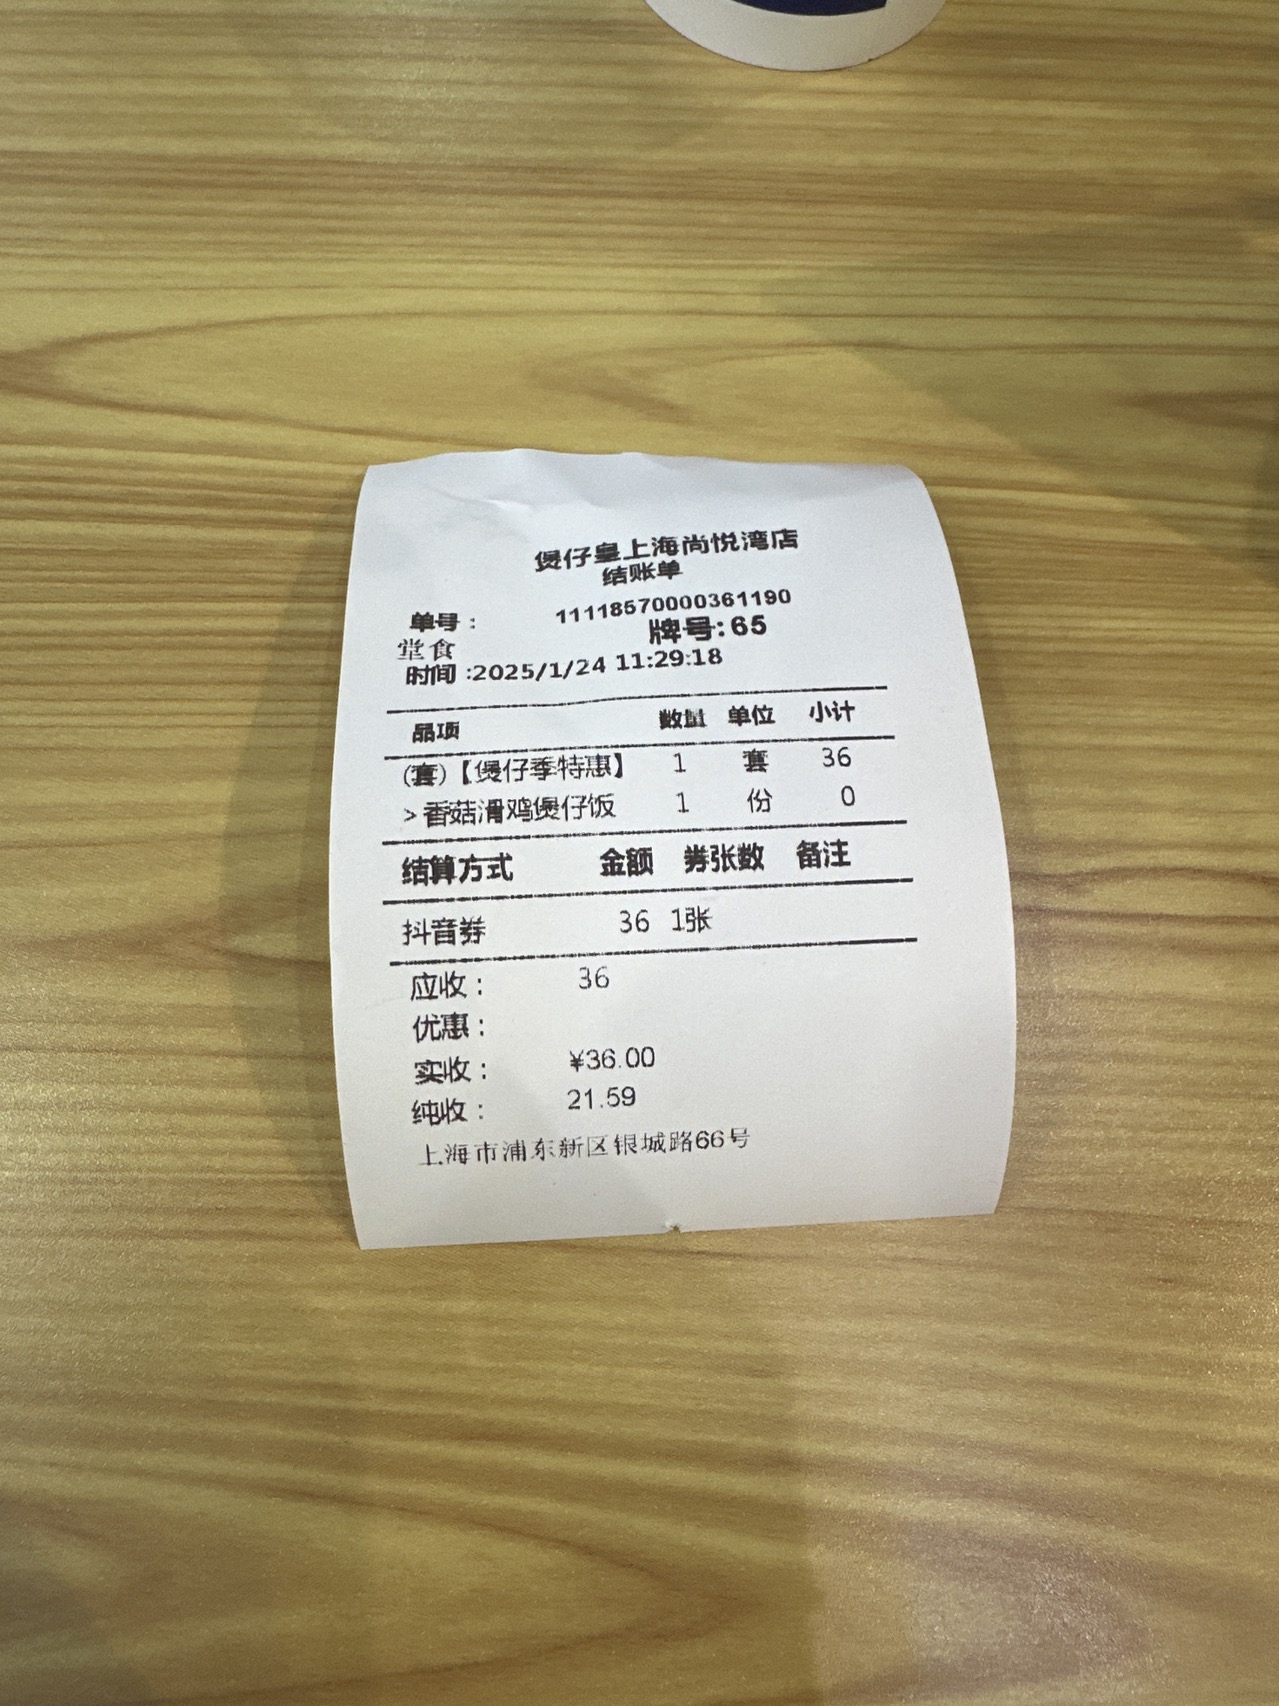 煲仔皇上海尚悦湾店
结账单
单号： 11118570000361190
堂食 牌号:65
时间:2025/1/24 11:29:18
品项 数量 单位 小计
(套)【煲仔季特惠】 1 套 36
>香菇滑鸡煲仔饭 1 份 0
结算方式 金额 券张数 备注
抖音券 36 1张
应收： 36
优惠：
实收： ¥36.00
纯收： 21.59
上海市浦东新区银城路66号